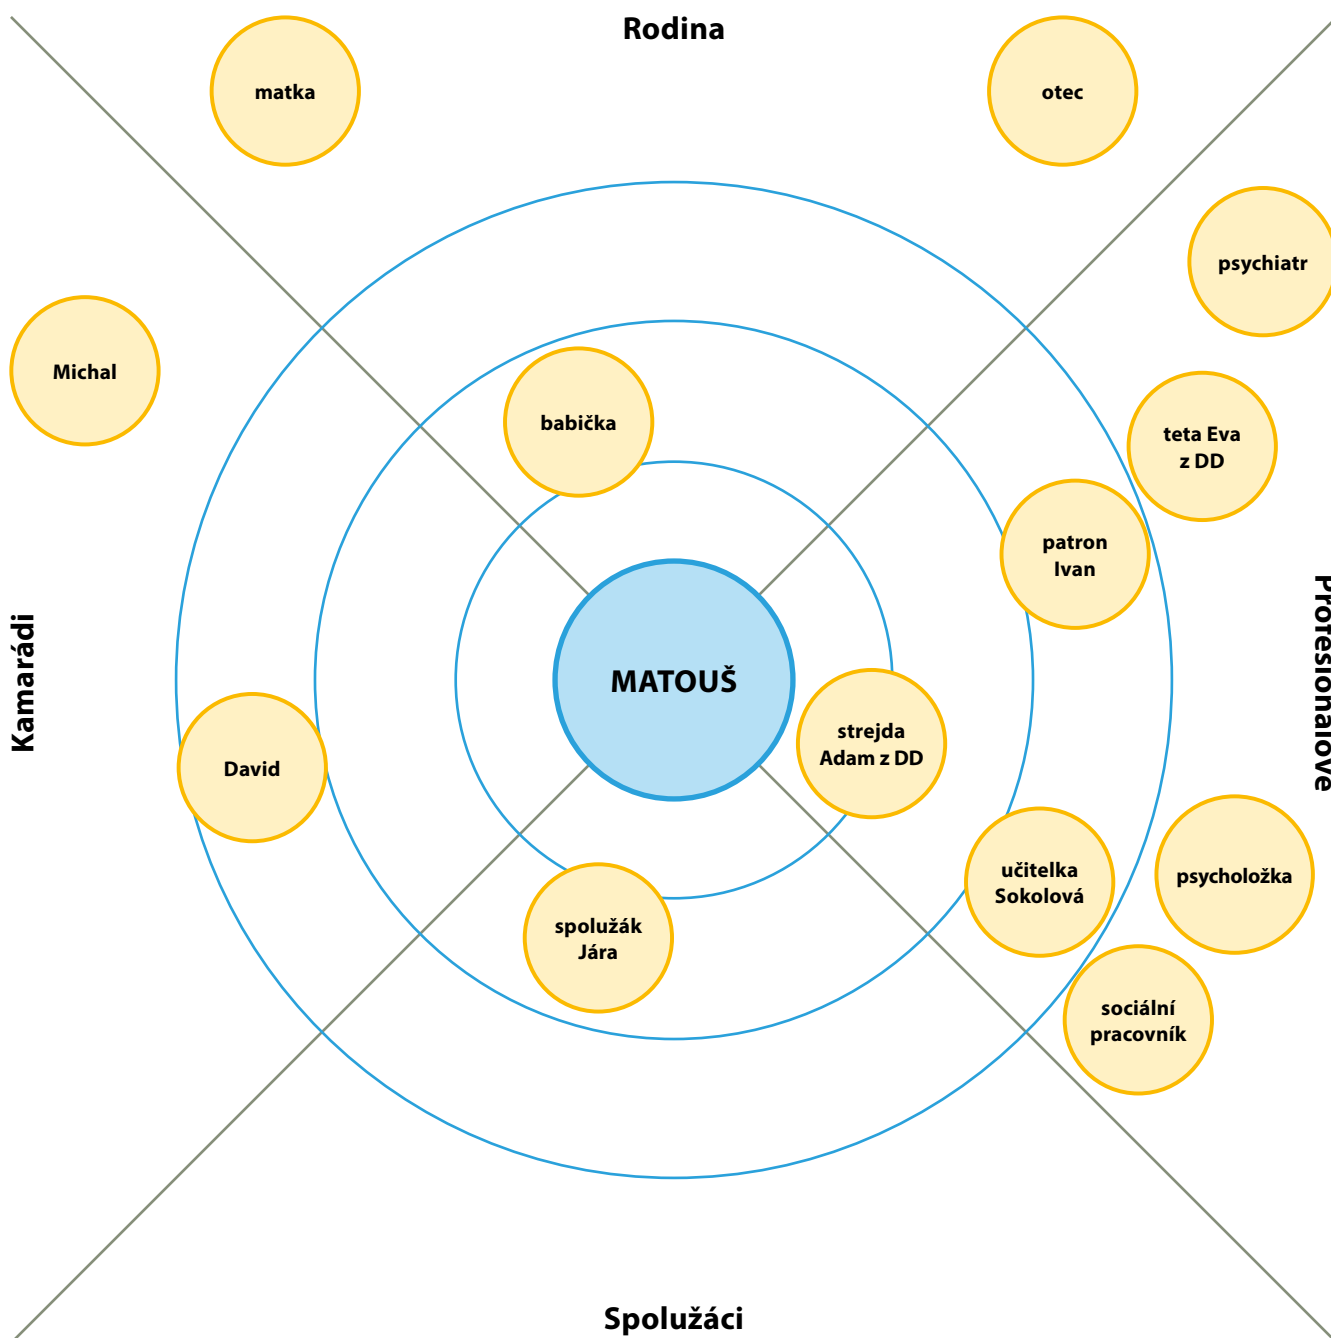 Rodina
matka
otec
psychiatr
Michal
babička
teta Eva
z DD
patron
Ivan
Kamarádi
MATOUŠ
Profesionálové
strejda
Adam z DD
David
učitelka
Sokolová
psycholožka
spolužák
Jára
sociální
pracovník
Spolužáci